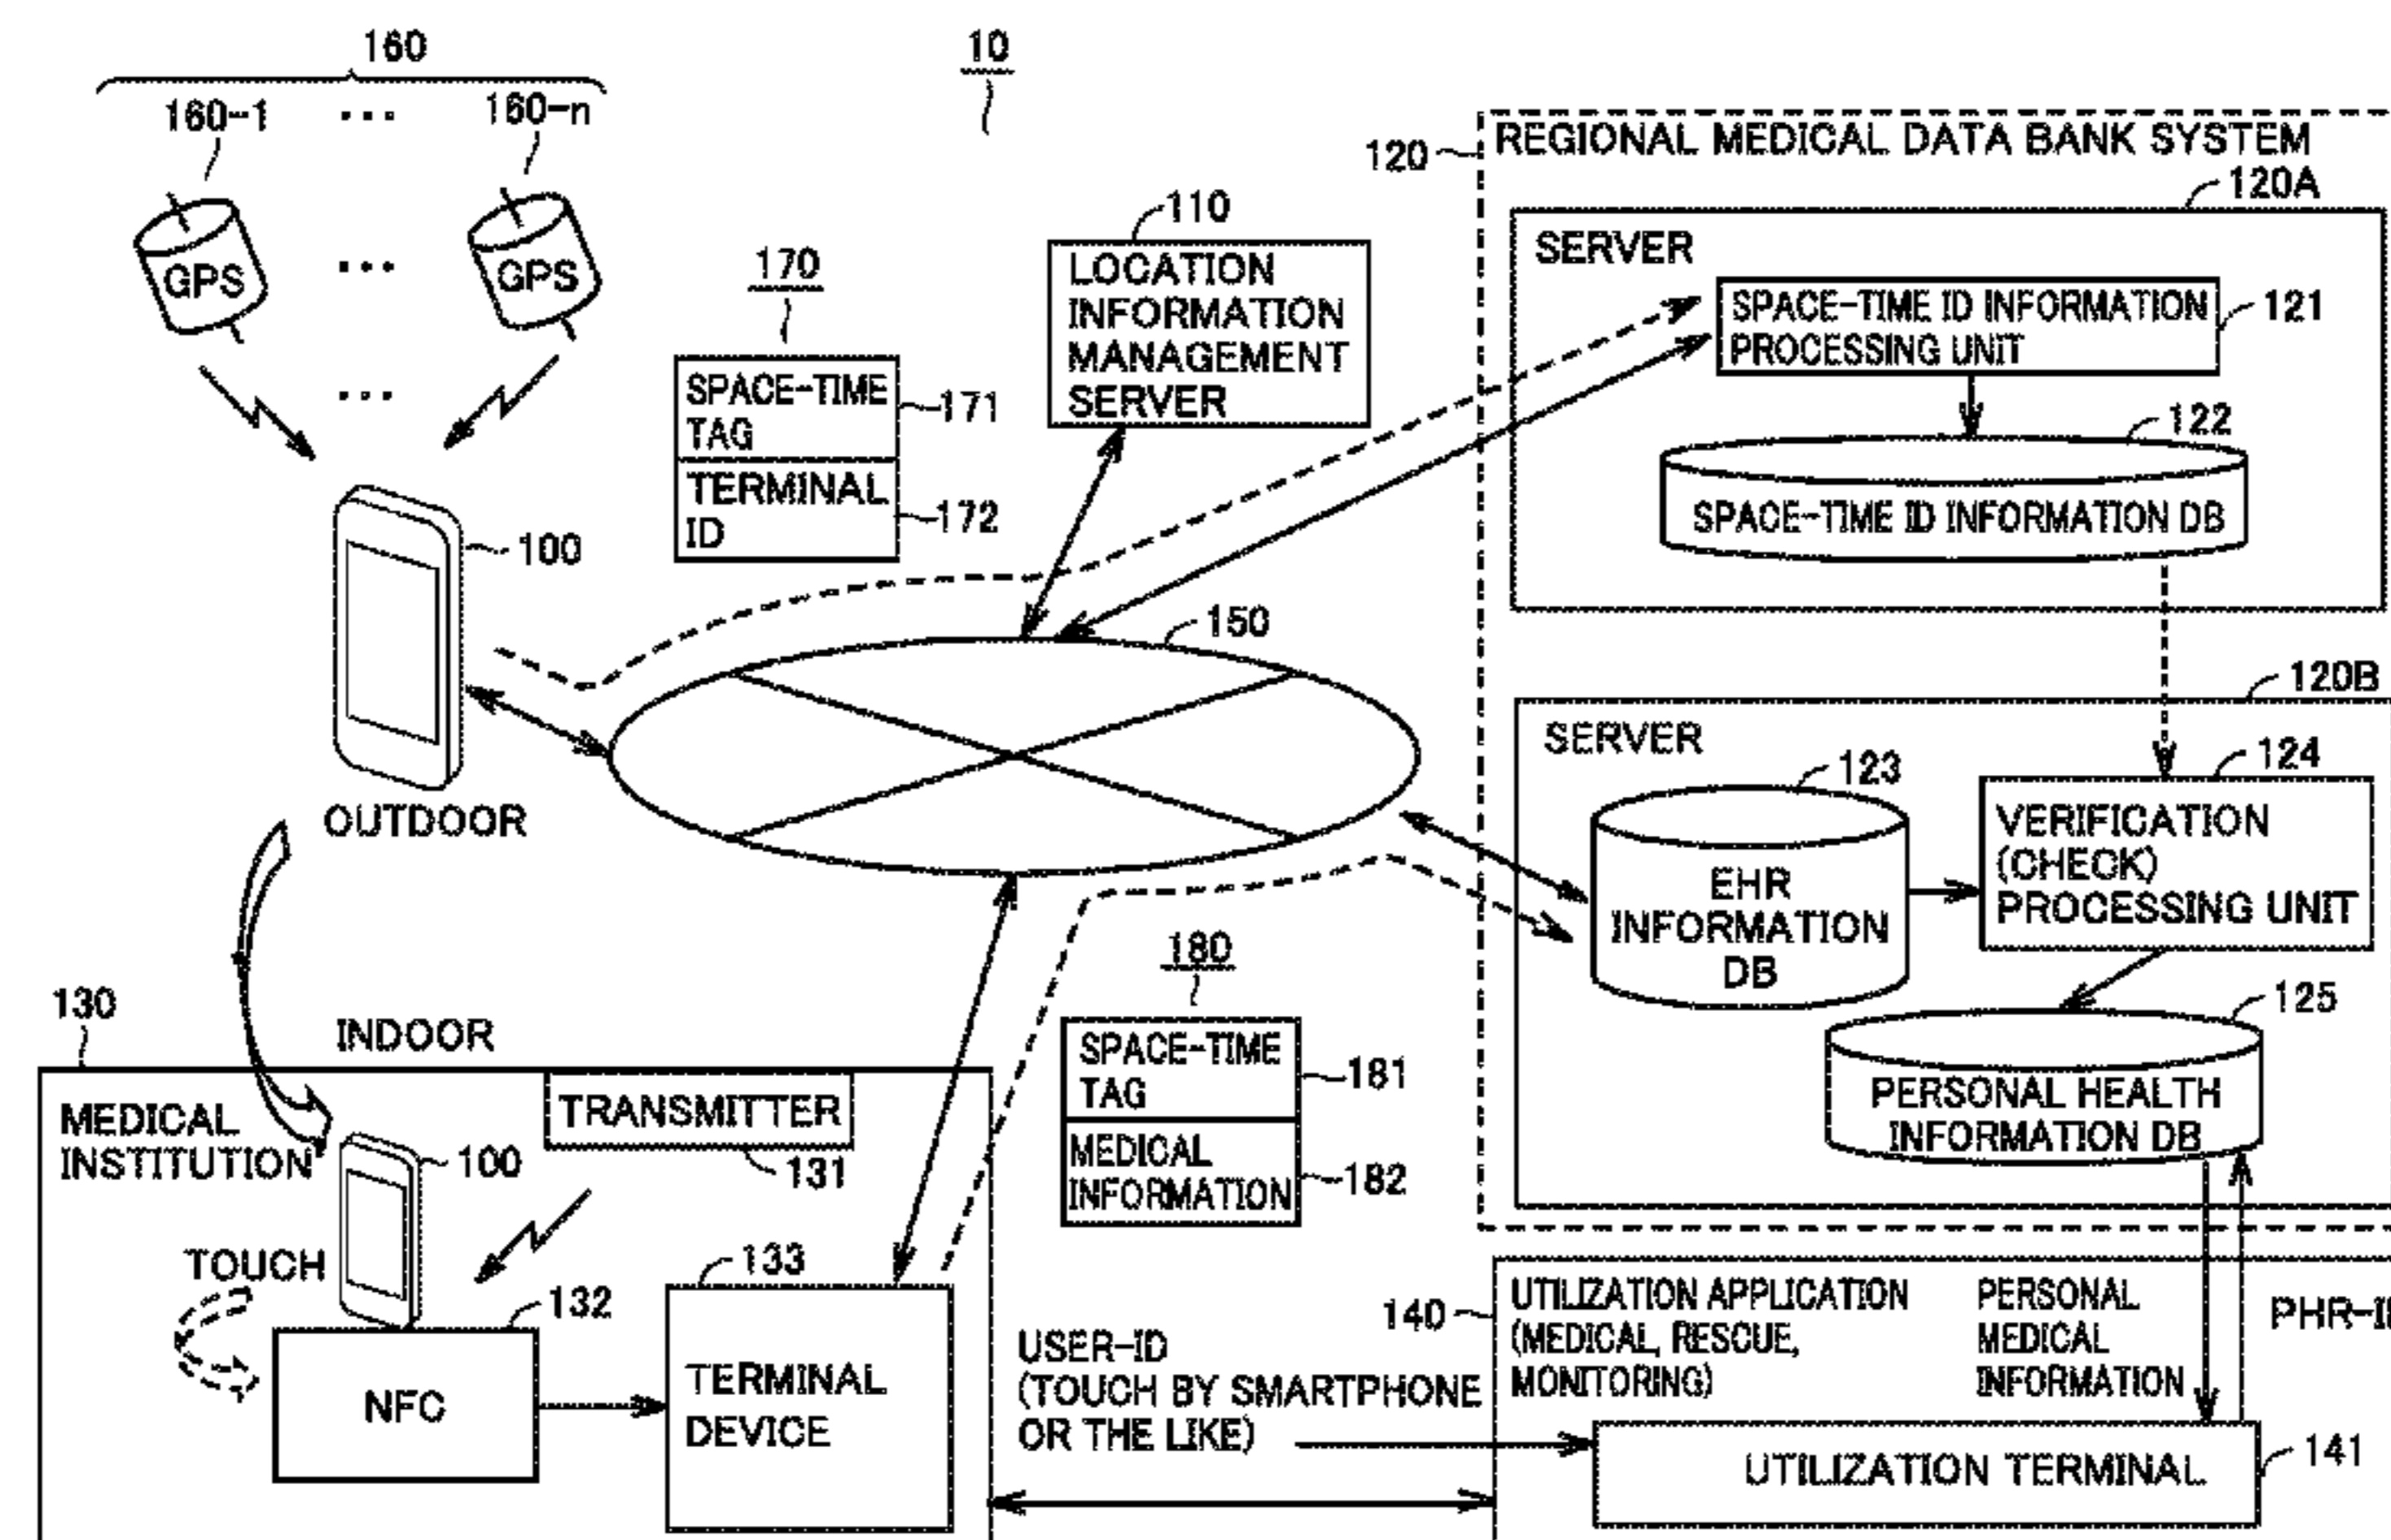 160
10
160-1
...
160-n
120
REGIONAL MEDICAL DATA BANK SYSTEM
120A
110
SERVER
GPS
...
GPS
170
LOCATION
INFORMATION
MANAGEMENT
SERVER
SPACE-TIME ID INFORMATION
PROCESSING UNIT
121
...
SPACE-TIME
TAG
171
TERMINAL
ID
172
122
SPACE-TIME ID INFORMATION DB
100
150
120B
SERVER
123
124
OUTDOOR
VERIFICATION
(CHECK)
PROCESSING UNIT
EHR
INFORMATION
DB
180
125
130
INDOOR
SPACE-TIME
TAG
181
MEDICAL
INFORMATION
182
PERSONAL HEALTH
INFORMATION DB
MEDICAL
INSTITUTION
TRANSMITTER
131
100
TOUCH
132
133
NFC
TERMINAL
DEVICE
140
UTILIZATION APPLICATION
(MEDICAL, RESCUE,
MONITORING)
PERSONAL
MEDICAL
INFORMATION
USER-ID
(TOUCH BY SMARTPHONE
OR THE LIKE)
UTILIZATION TERMINAL
141